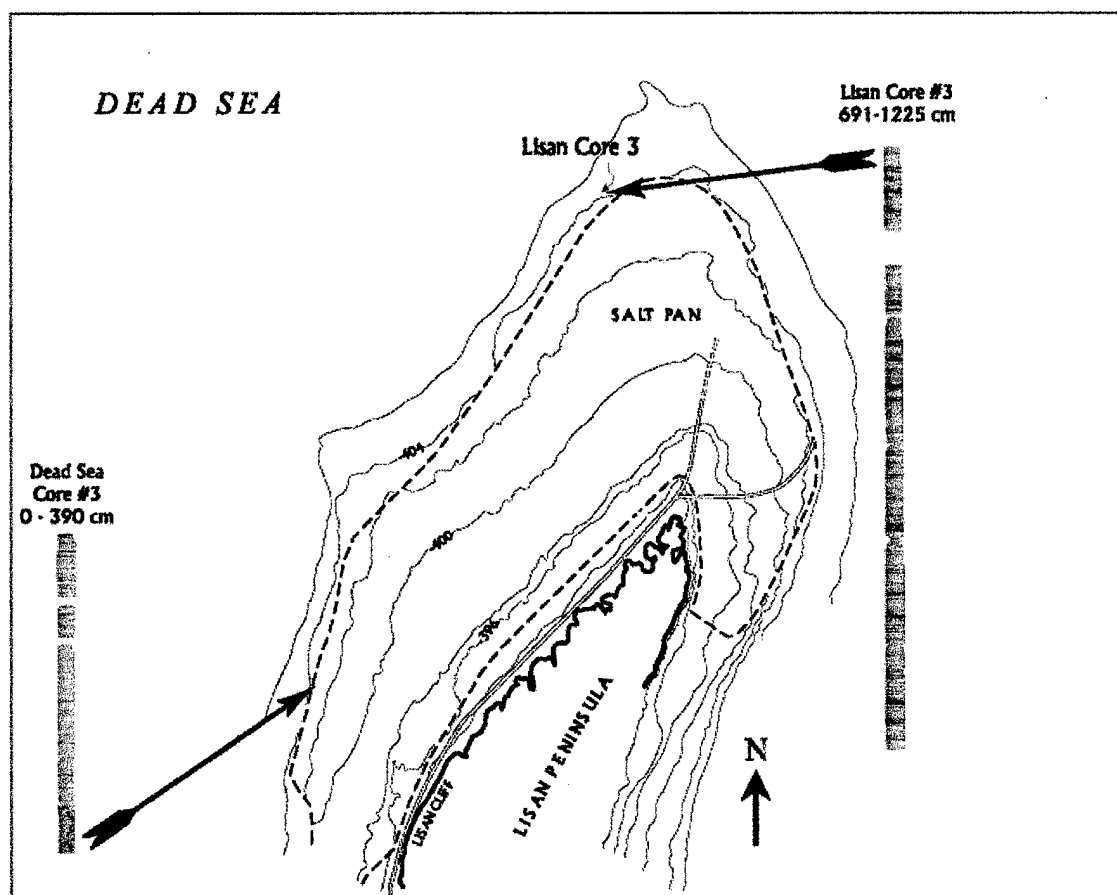 DEAD SEA
Lisan Core #3
691-1225 cm
Lisan Core 3
SALT PAN
404
Dead Sea
Core #3
0 - 390 cm
400
396
LISAN PENINSULA
LISAN CLIFF
N